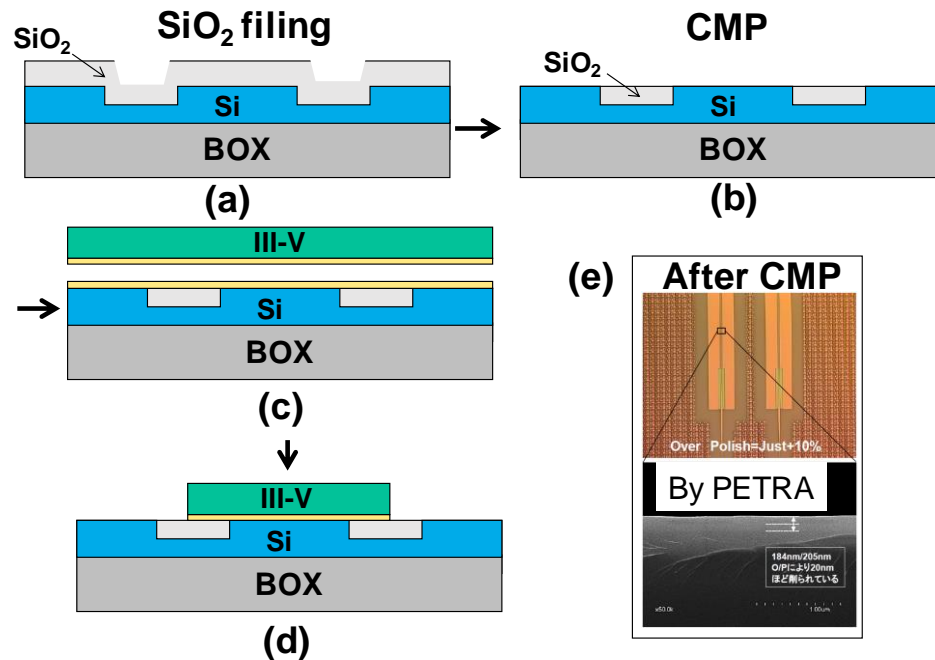 SiO2 filing
SiO2
Si
BOX
(a)
CMP
SiO2
Si
BOX
(b)
III-V
Si
BOX
(c)
III-V
Si
BOX
(d)
(e)
After CMP
Over Polish=Just+10%
By PETRA
184nm/205nm
O/Pにより20nm
ほど削られている
x50.0k
1.00um